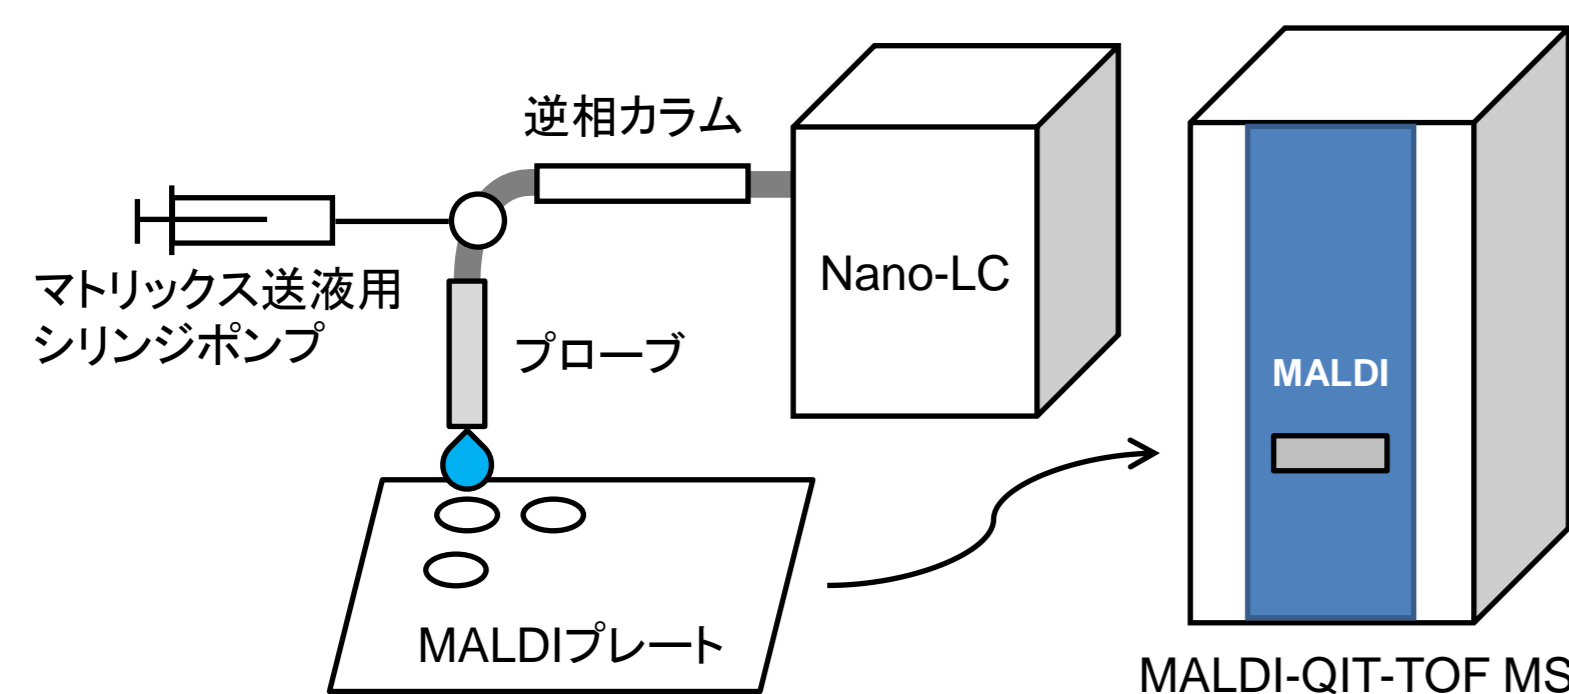 逆相カラム
マトリックス送液用
シリンジポンプ
Nano-LC
プローブ
MALDI
MALDIプレート
MALDI-QIT-TOF MS